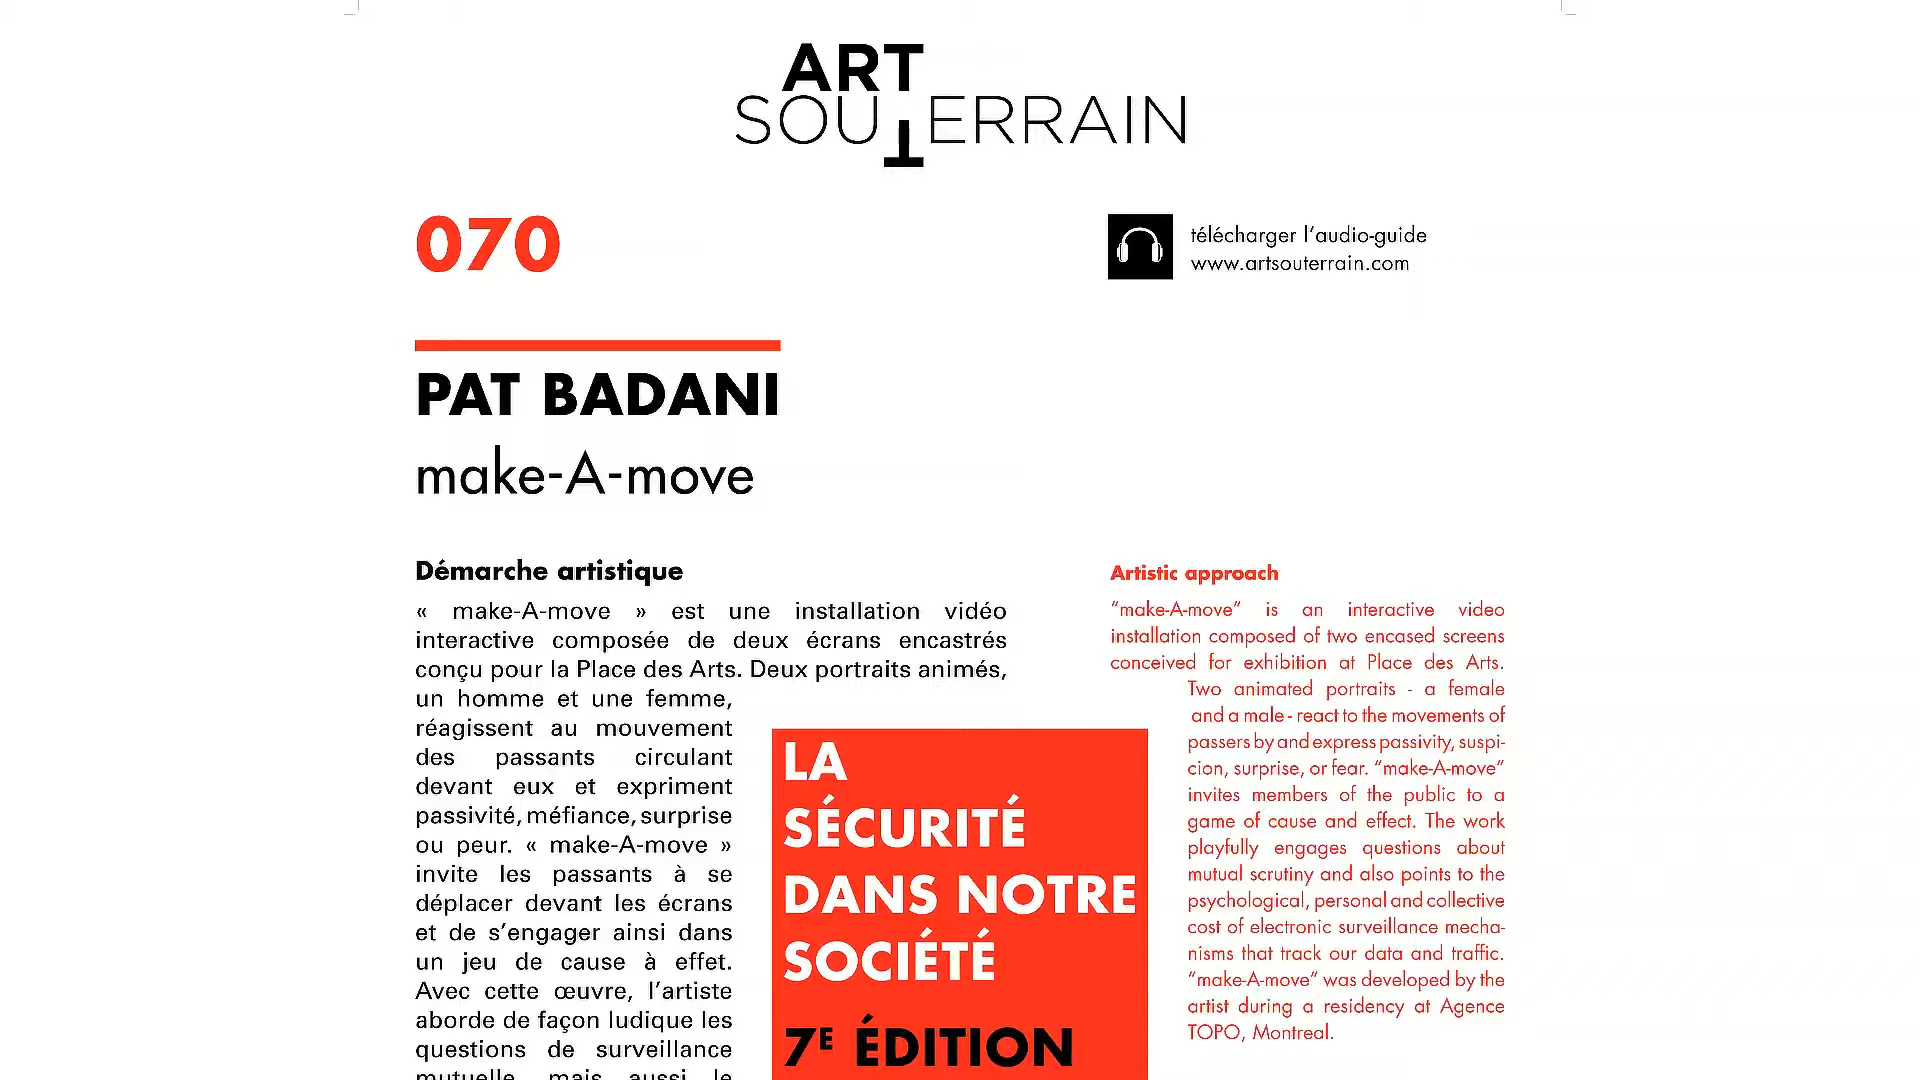 ART
SOUTERRAIN
070
télécharger l'audio-guide
www.artsouterrain.com
PAT BADANI
make-A-move
Démarche artistique
« make-A-move » est une installation vidéo
interactive composée de deux écrans encastrés
conçu pour la Place des Arts. Deux portraits animés,
un homme et une femme,
réagissent au mouvement
des passants circulant
devant eux et expriment
passivité, méfiance, surprise
ou peur. « make-A-move »
invite les passants à se
déplacer devant les écrans
et de s'engager ainsi dans
un jeu de cause à effet.
Avec cette œuvre, l'artiste
aborde de façon ludique les
questions de surveillance
mutuelle, mais aussi le
LA
SÉCURITÉ
DANS NOTRE
SOCIÉTÉ
7E ÉDITION
Artistic approach
"make-A-move" is an interactive video
installation composed of two encased screens
conceived for exhibition at Place des Arts.
Two animated portraits - a female
and a male - react to the movements of
passers by and express passivity, suspi-
cion, surprise, or fear. "make-A-move"
invites members of the public to a
game of cause and effect. The work
playfully engages questions about
mutual scrutiny and also points to the
psychological, personal and collective
cost of electronic surveillance mecha-
nisms that track our data and traffic.
"make-A-move" was developed by the
artist during a residency at Agence
TOPO, Montreal.